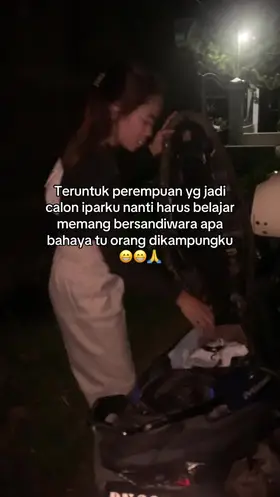 Teruntuk perempuan yg jadi
calon iparku nanti harus belajar
memang bersandiwara apa
bahaya tu orang dikampungku
😁😁🙏